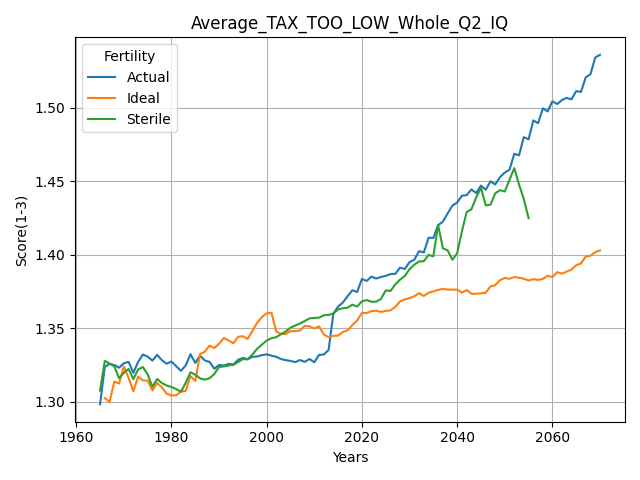 Average_TAX_TOO_LOW_Whole_Q2_IQ
Fertility
Actual
Ideal
Sterile
Score(1-3)
1.50
1.45
1.40
1.35
1.30
1960
1980
2000
2020
2040
2060
Years